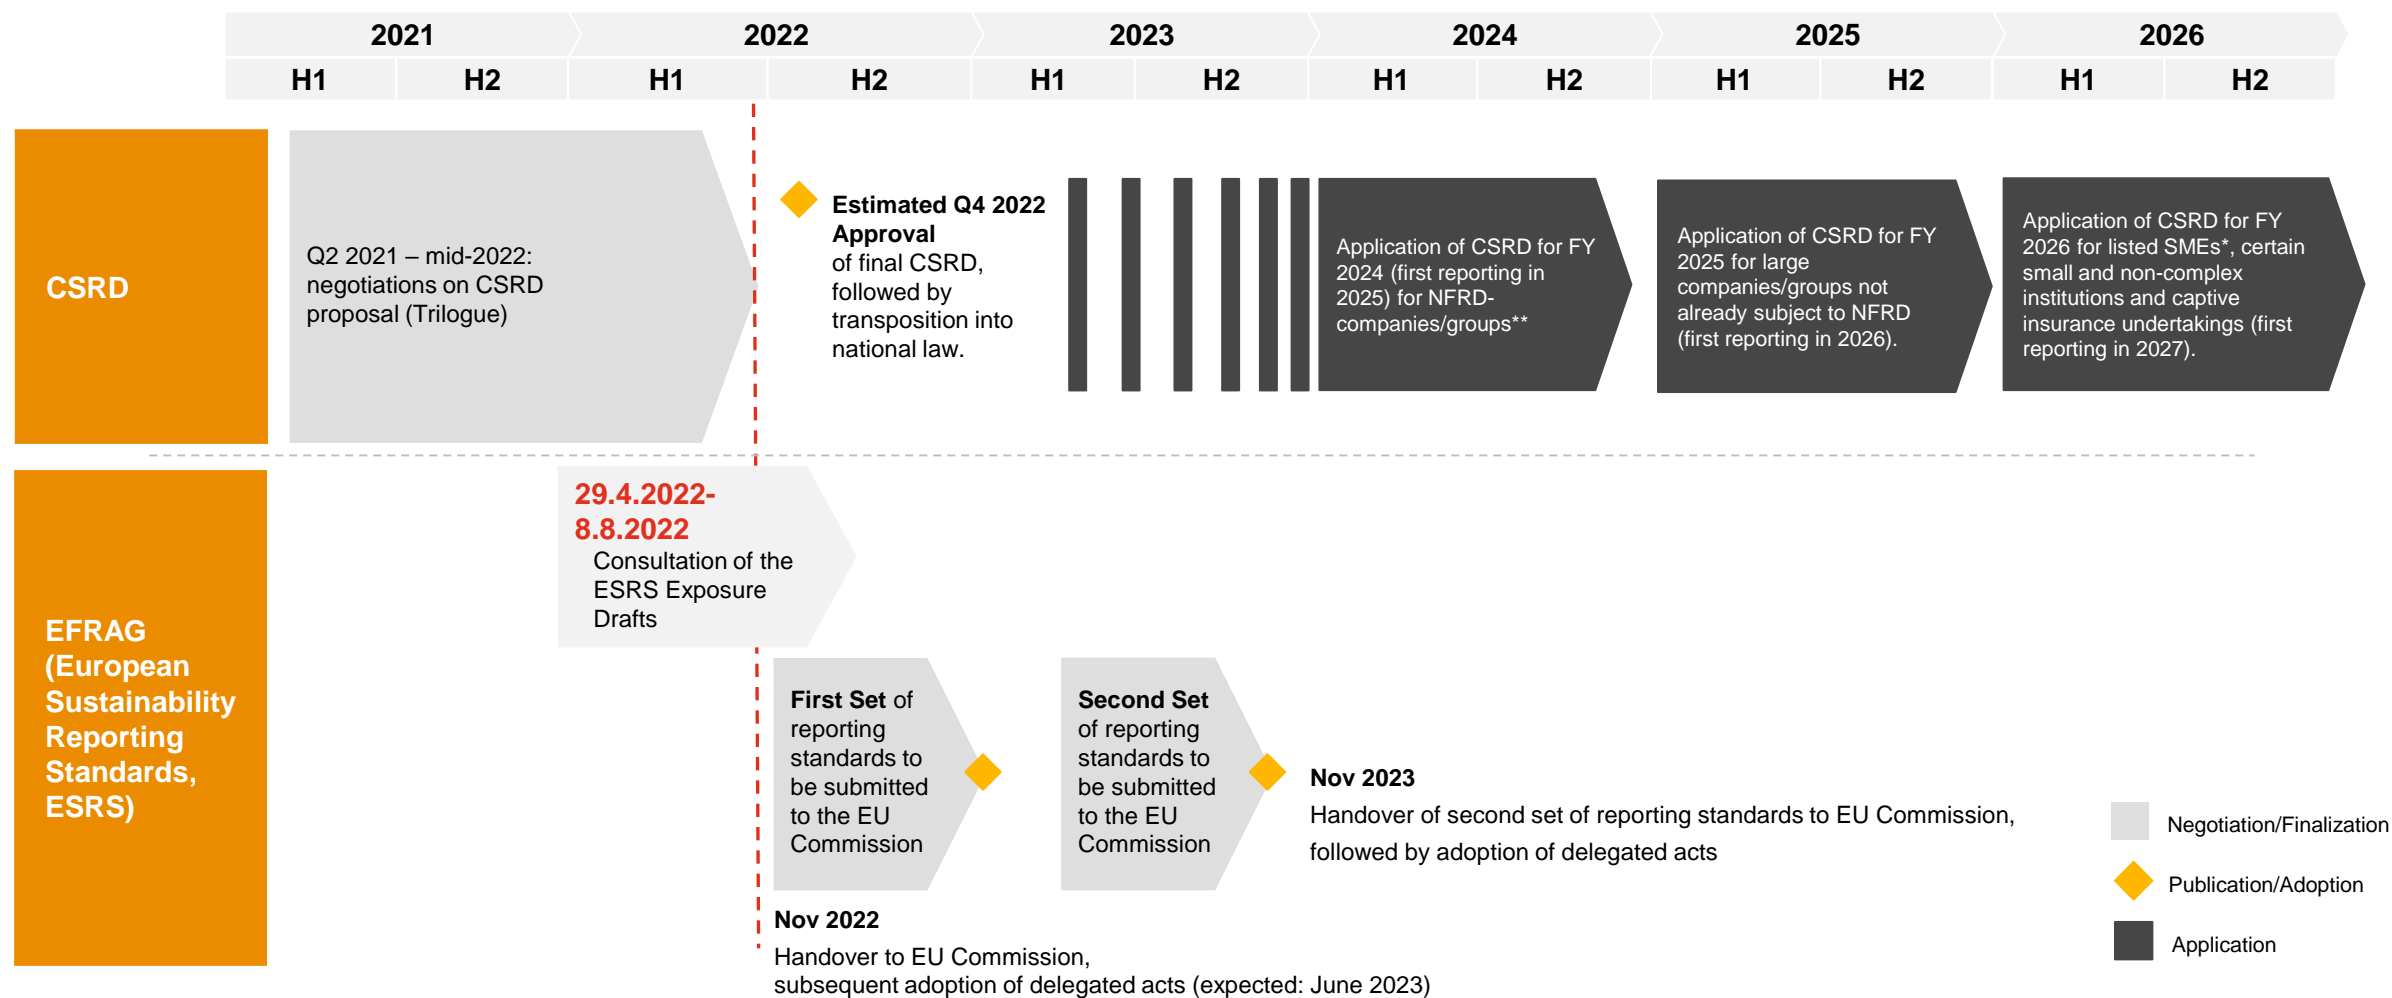 2021
2022
2023
2024
2025
2026
H1
H2
H1
H2
H1
H2
H1
H2
H1
H2
H1
H2
CSRD
Q2 2021 – mid-2022:
negotiations on CSRD
proposal (Trilogue)
Estimated Q4 2022
Approval
of final CSRD,
followed by
transposition into
national law.
Application of CSRD for FY
2024 (first reporting in
2025) for NFRD-
companies/groups**
Application of CSRD for FY
2025 for large
companies/groups not
already subject to NFRD
(first reporting in 2026).
Application of CSRD for FY
2026 for listed SMEs*, certain
small and non-complex
institutions and captive
insurance undertakings (first
reporting in 2027).
EFRAG
(European
Sustainability
Reporting
Standards,
ESRS)
29.4.2022-
8.8.2022
Consultation of the
ESRS Exposure
Drafts
First Set of
reporting
standards to
be submitted
to the EU
Commission
Second Set
of reporting
standards to
be submitted
to the EU
Commission
Nov 2023
Handover of second set of reporting standards to EU Commission,
followed by adoption of delegated acts
Nov 2022
Handover to EU Commission,
subsequent adoption of delegated acts (expected: June 2023)
Negotiation/Finalization
Publication/Adoption
Application